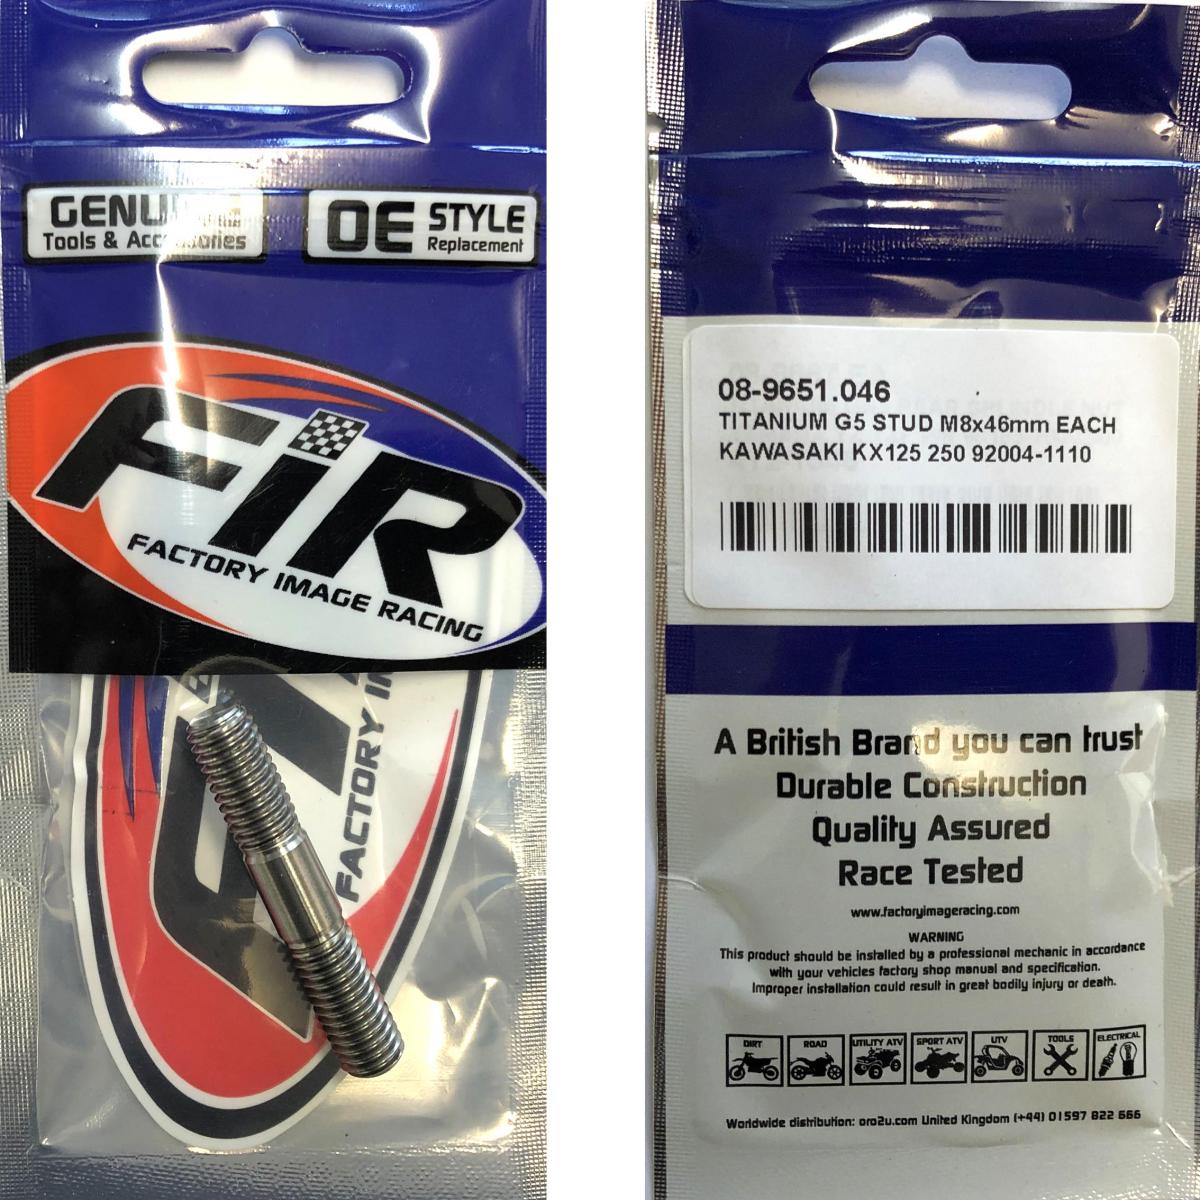 GENU
Tools & Accessories
OE STYLE
Replacement
FiR
FACTORY IMAGE RACING
FACTORY
08-9651.046
TITANIUM G5 STUD M8x46mm EACH
KAWASAKI KX125 250 92004-1110
A British Brand you can trust
Durable Construction
Quality Assured
Race Tested
www.factoryimageracing.com
WARNING
This product should be installed by a professional mechanic in accordance
with your vehicles factory shop manual and specification.
Improper installation could result in great bodily injury or death.
DIRT ROAD UTILITY ATV SPORT ATV UTV TOOLS ELECTRICAL
Worldwide distribution: oro2u.com United Kingdom (+44) 01597 822 666